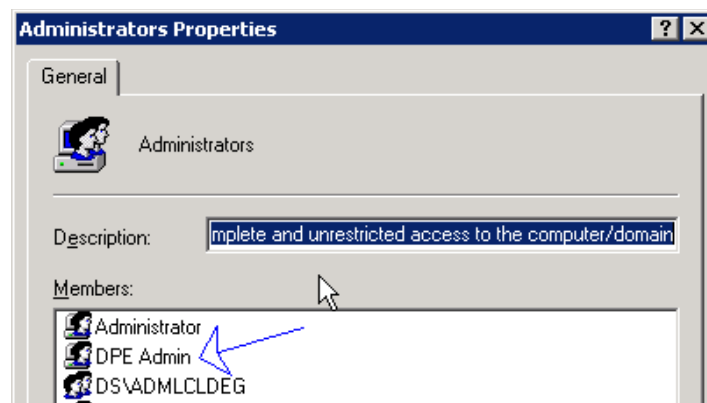 Administrators Properties
General
Administrators
Description: mplete and unrestricted access to the computer/domain
Members:
Administrator
DPE Admin
DS\ADMLCLDEG